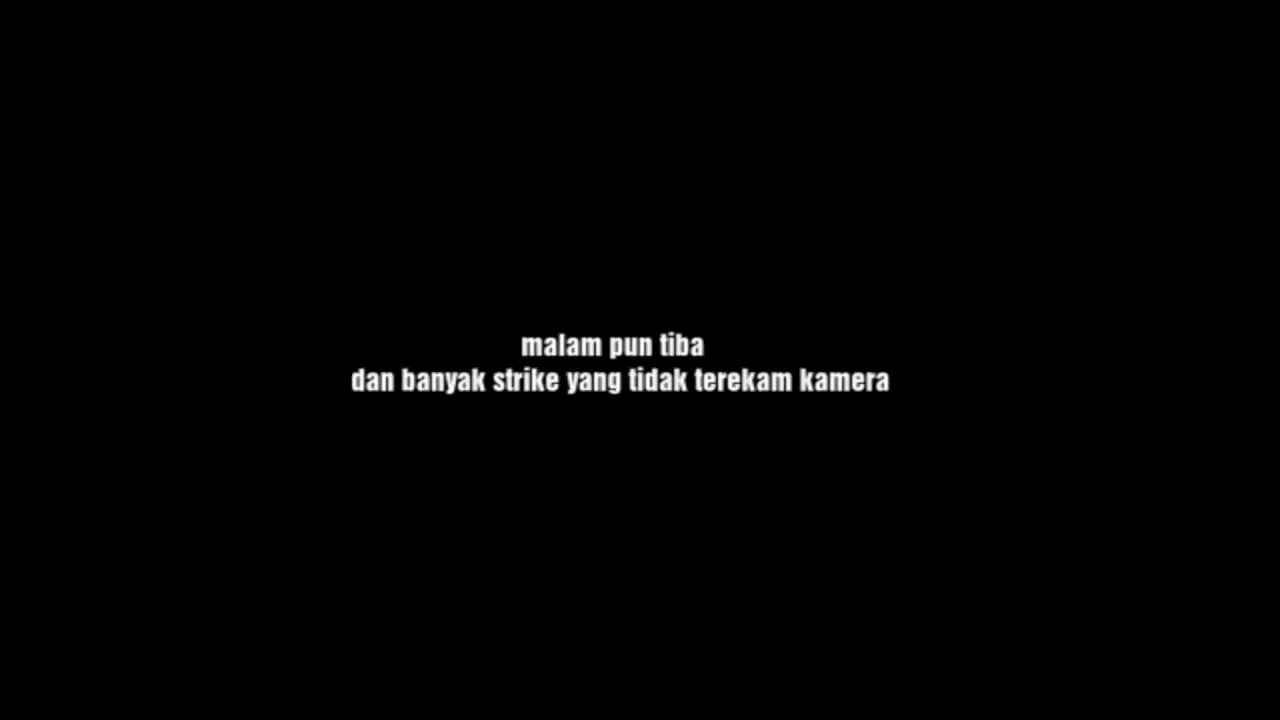 malam pun tiba
dan banyak strike yang tidak terekam kamera